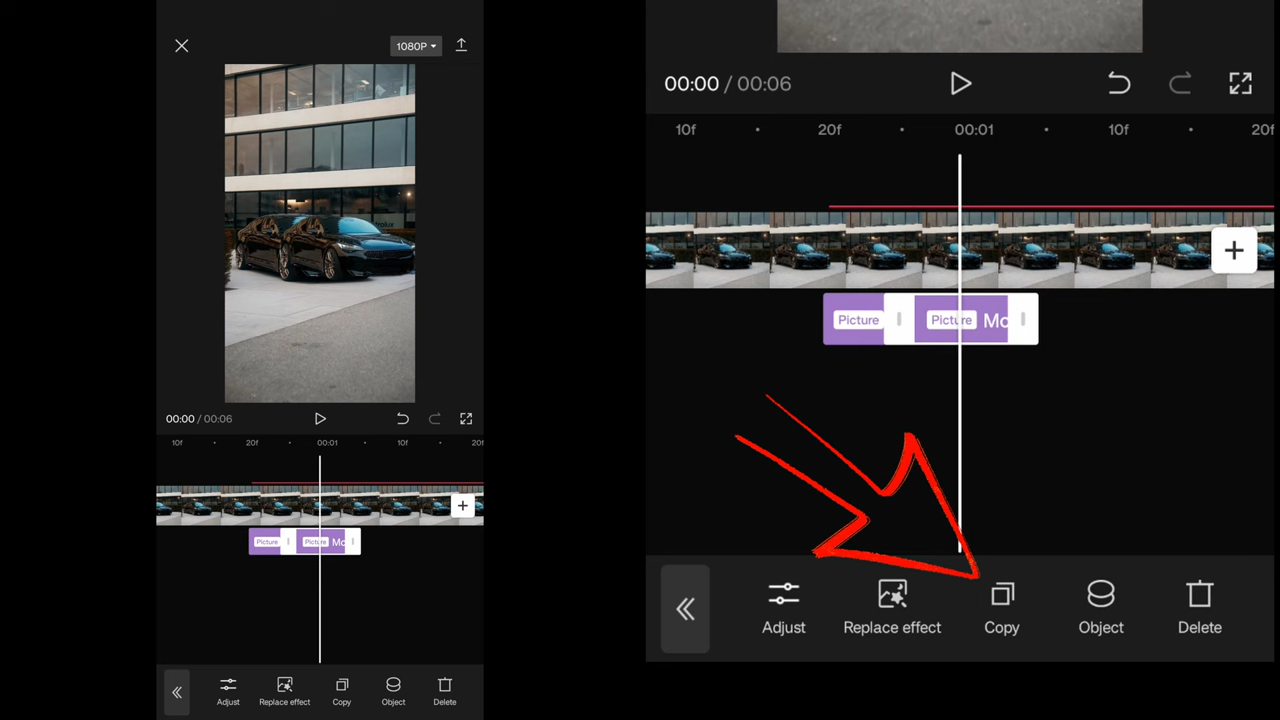 1080P
00:00 / 00:06
10f
20f
00:01
10f
20f
Picture
Picture
Mo
Adjust
Replace effect
Copy
Object
Delete
00:00 / 00:06
10f
20f
00:01
10f
20f
Picture
Picture
Mo
Adjust
Replace effect
Copy
Object
Delete